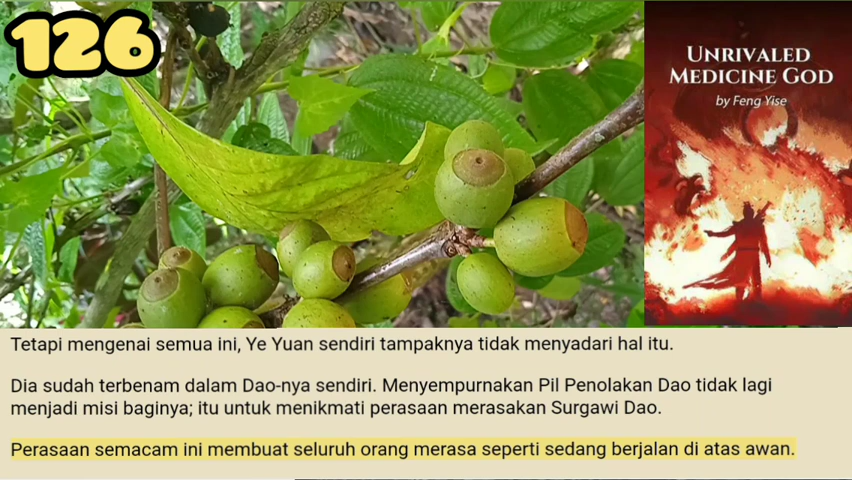 126
UNRIVALED
MEDICINE GOD
by Feng Yise
Tetapi mengenai semua ini, Ye Yuan sendiri tampaknya tidak menyadari hal itu.
Dia sudah terbenam dalam Dao-nya sendiri. Menyempurnakan Pil Penolakan Dao tidak lagi
menjadi misi baginya; itu untuk menikmati perasaan merasakan Surgawi Dao.
Perasaan semacam ini membuat seluruh orang merasa seperti sedang berjalan di atas awan.